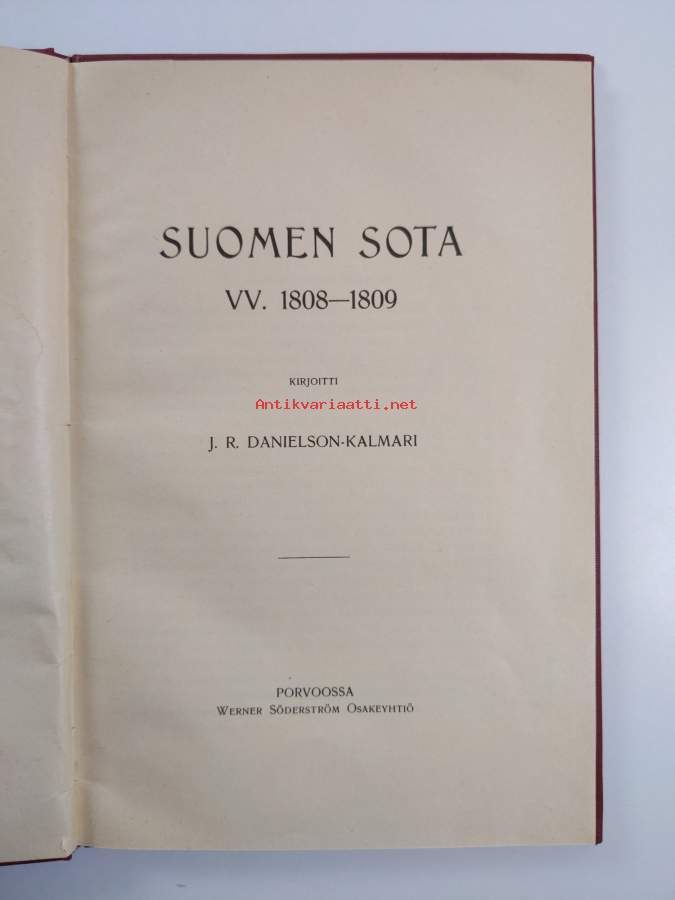 SUOMEN SOTA
VV. 1808—1809
KIRJOITTI
Antikvariaatti.net
J. R. DANIELSON-KALMARI
PORVOOSSA
WERNER SÖDERSTRÖM OSAKEYHTIÖ